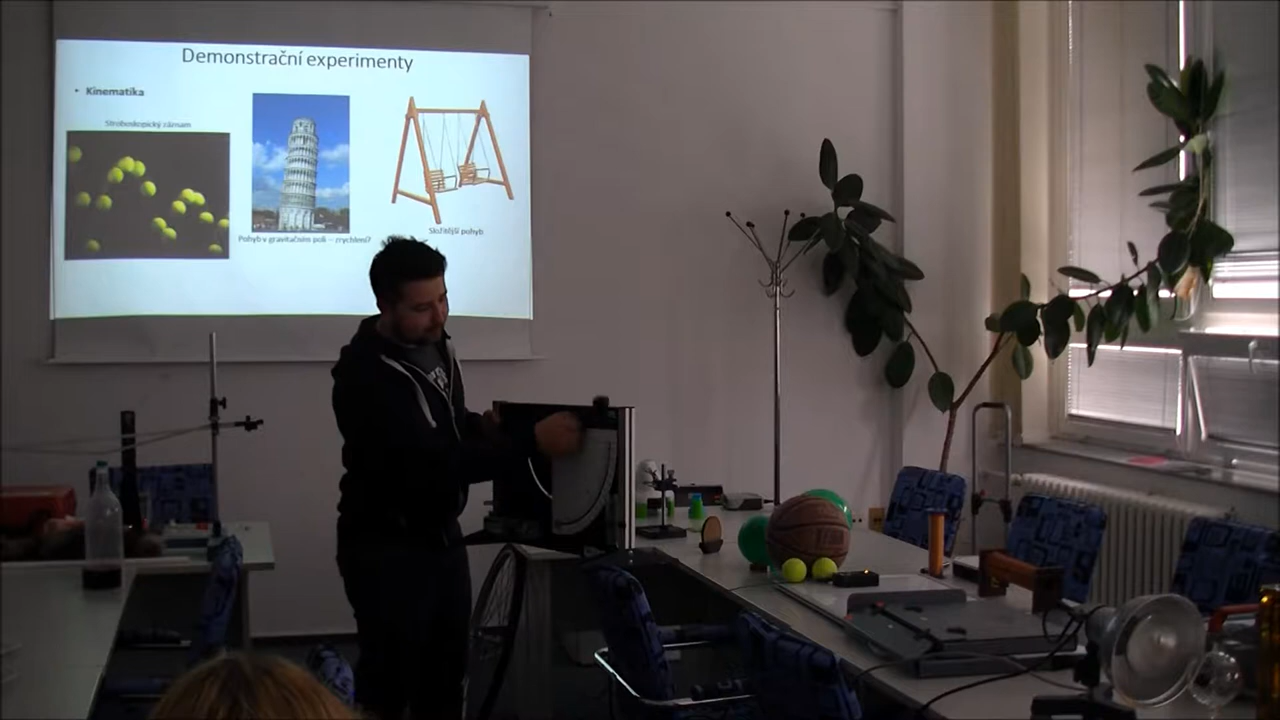 Demonstrační experimenty
• Kinematika
Stroboskopický záznam
Pohyb v gravitačním poli – zrychlení?
Složitější pohyb